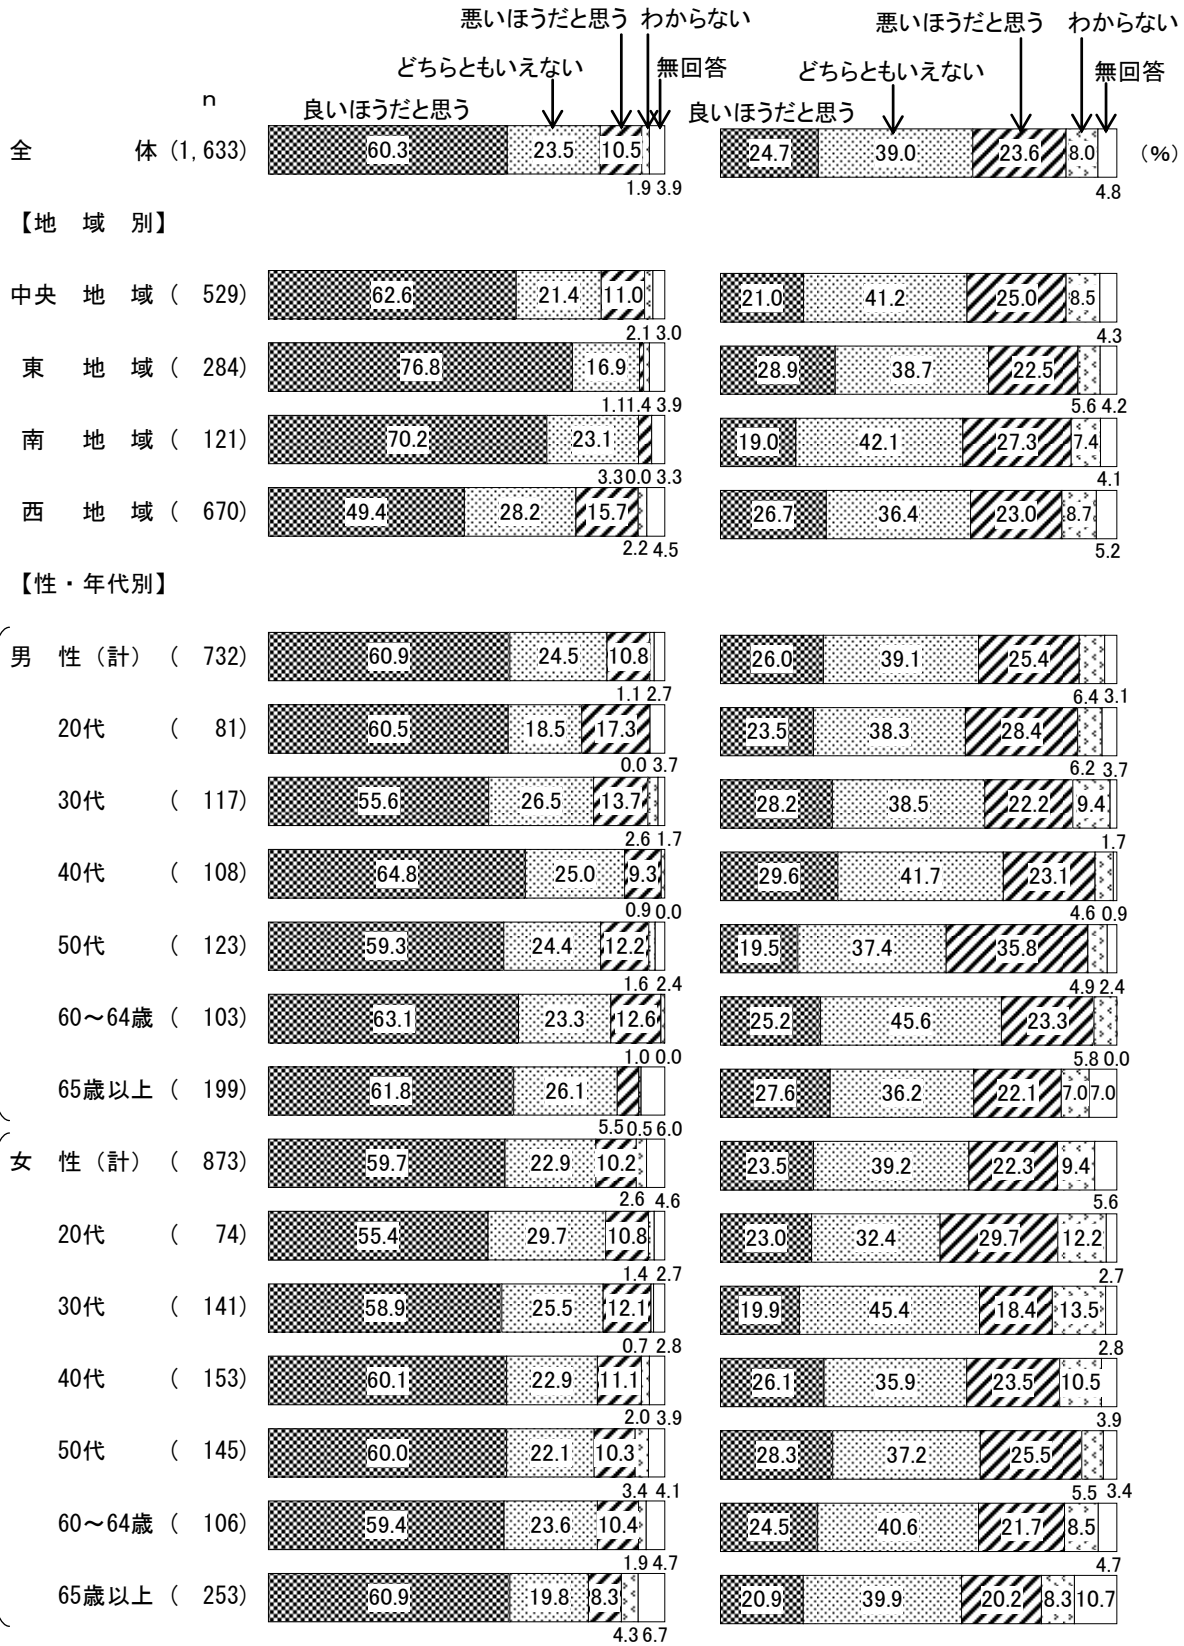 悪いほうだと思う わからない 悪いほうだと思う わからない
どちらともいえない 無回答 どちらともいえない 無回答
n 良いほうだと思う 良いほうだと思う
全 体 (1,633) 60.3 23.5 10.5 24.7 39.0 23.6 8.0 (%)
1.9 3.9 4.8
【地 域 別】
中央 地 域 ( 529) 62.6 21.4 11.0 21.0 41.2 25.0 8.5
2.1 3.0 4.3
東 地 域 ( 284) 76.8 16.9 28.9 38.7 22.5
1.1 1.4 3.9 5.6 4.2
南 地 域 ( 121) 70.2 23.1 19.0 42.1 27.3 7.4
3.3 0.0 3.3 4.1
西 地 域 ( 670) 49.4 28.2 15.7 26.7 36.4 23.0 8.7
2.2 4.5 5.2
【性・年代別】
男 性（計） ( 732) 60.9 24.5 10.8 26.0 39.1 25.4
1.1 2.7 6.4 3.1
20代 ( 81) 60.5 18.5 17.3 23.5 38.3 28.4
0.0 3.7 6.2 3.7
30代 ( 117) 55.6 26.5 13.7 28.2 38.5 22.2 9.4
2.6 1.7 1.7
40代 ( 108) 64.8 25.0 9.3 29.6 41.7 23.1
0.9 0.0 4.6 0.9
50代 ( 123) 59.3 24.4 12.2 19.5 37.4 35.8
1.6 2.4 4.9 2.4
60～64歳 ( 103) 63.1 23.3 12.6 25.2 45.6 23.3
1.0 0.0 5.8 0.0
65歳以上 ( 199) 61.8 26.1 27.6 36.2 22.1 7.0 7.0
5.5 0.5 6.0
女 性（計） ( 873) 59.7 22.9 10.2 23.5 39.2 22.3 9.4
2.6 4.6 5.6
20代 ( 74) 55.4 29.7 10.8 23.0 32.4 29.7 12.2
1.4 2.7 2.7
30代 ( 141) 58.9 25.5 12.1 19.9 45.4 18.4 13.5
0.7 2.8 2.8
40代 ( 153) 60.1 22.9 11.1 26.1 35.9 23.5 10.5
2.0 3.9 3.9
50代 ( 145) 60.0 22.1 10.3 28.3 37.2 25.5
3.4 4.1 5.5 3.4
60～64歳 ( 106) 59.4 23.6 10.4 24.5 40.6 21.7 8.5
1.9 4.7 4.7
65歳以上 ( 253) 60.9 19.8 8.3 20.9 39.9 20.2 8.3 10.7
4.3 6.7